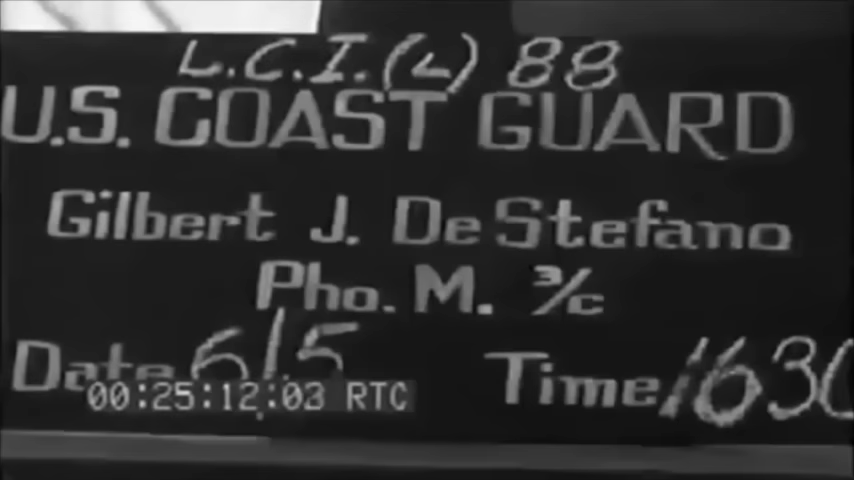 L.C.I.(L) 88
U.S. COAST GUARD
Gilbert J. DeStefano
Pho. M. 3/c
Date 6/5 Time 1630
00:25:12:03 RTC